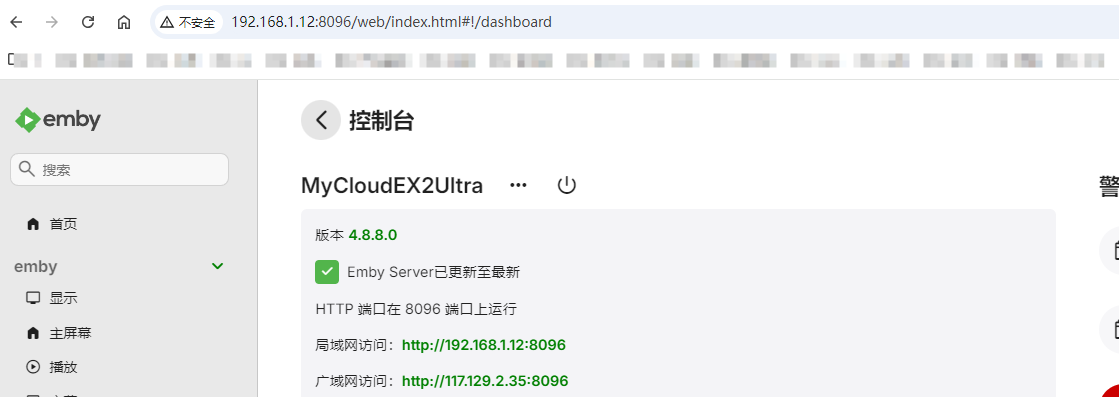 不安全 192.168.1.12:8096/web/index.html#!/dashboard
emby
搜索
首页
emby
显示
主屏幕
播放
控制台
MyCloudEX2Ultra
版本 4.8.8.0
Emby Server已更新至最新
HTTP 端口在 8096 端口上运行
局域网访问：http://192.168.1.12:8096
广域网访问：http://117.129.2.35:8096
警